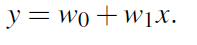 y = w₀ + w₁x.